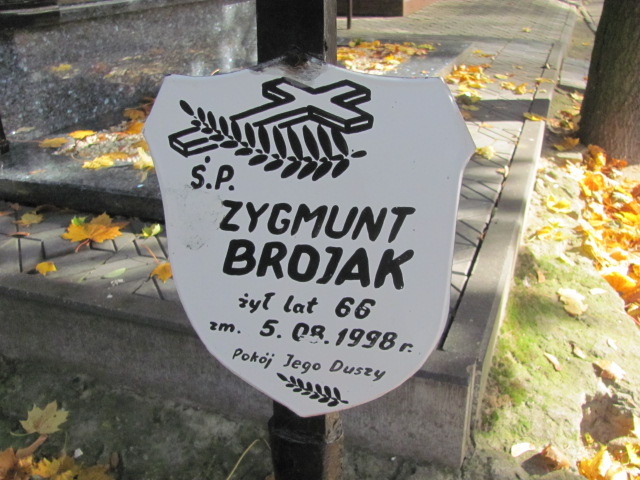 Ś.P.
ZYGMUNT
BROJAK
żył lat 66
zm. 5.08.1998 r.
Pokój Jego Duszy